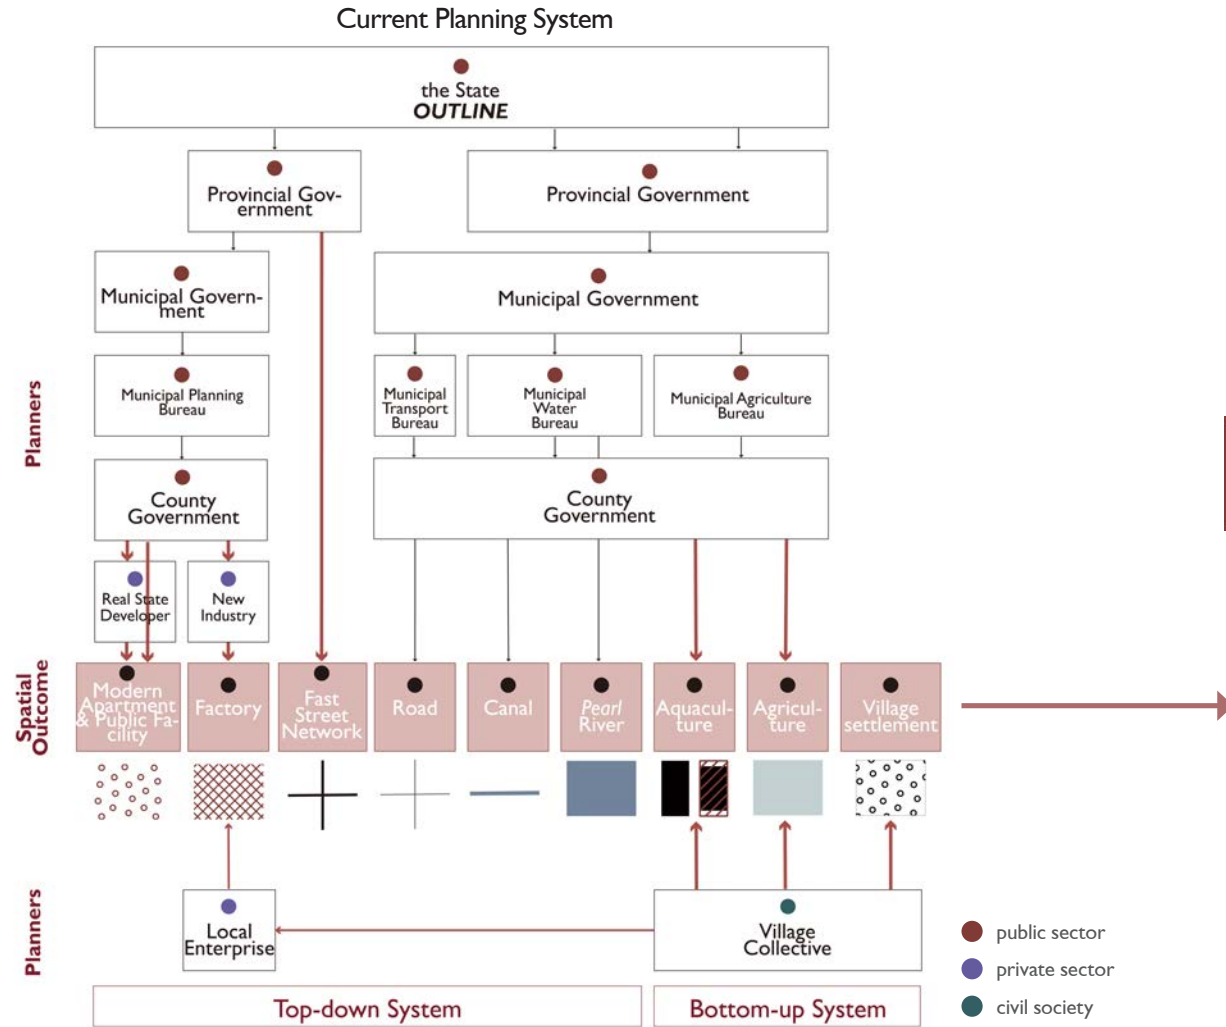 Current Planning System
the State
OUTLINE
Provincial Gov-
ernment
Provincial Government
Municipal Govern-
ment
Municipal Government
Municipal Planning
Bureau
Municipal
Transport
Bureau
Municipal
Water
Bureau
Municipal Agriculture
Bureau
Planners
County
Government
County
Government
Real State
Developer
New
Industry
Spatial
Outcome
Modern
Apartment
& Public Fa-
cility
Factory
Fast
Street
Network
Road
Canal
Pearl
River
Aquacul-
ture
Agricul-
ture
Village
settlement
Planners
Local
Enterprise
Village
Collective
public sector
private sector
civil society
Top-down System
Bottom-up System